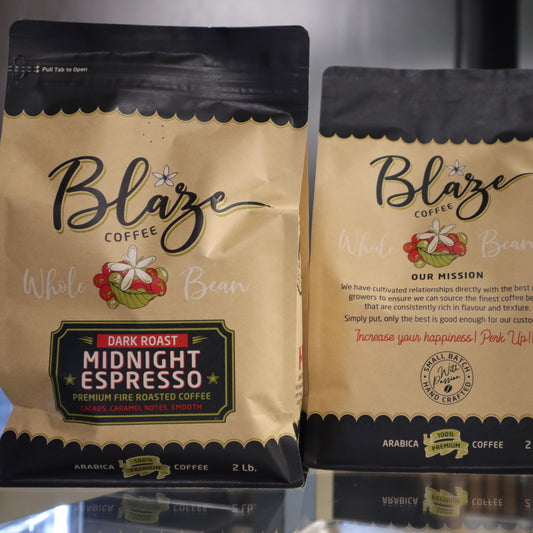 Pull Tab to Open
Blaze
COFFEE
Whole Bean
DARK ROAST
MIDNIGHT
ESPRESSO
PREMIUM FIRE ROASTED COFFEE
CACAOS, CARAMEL NOTES, SMOOTH
ARABICA 100% PREMIUM COFFEE 2 Lb.
Blaze
COFFEE
Whole Bean
OUR MISSION
We have cultivated relationships directly with the best
growers to ensure we can source the finest coffee
that are consistently rich in flavour and texture.
Simply put, only the best is good enough for our
Increase your happiness! Perk Up!
SMALL BATCH
With
Passion
HAND CRAFTED
ARABICA 100% PREMIUM COFFEE 2